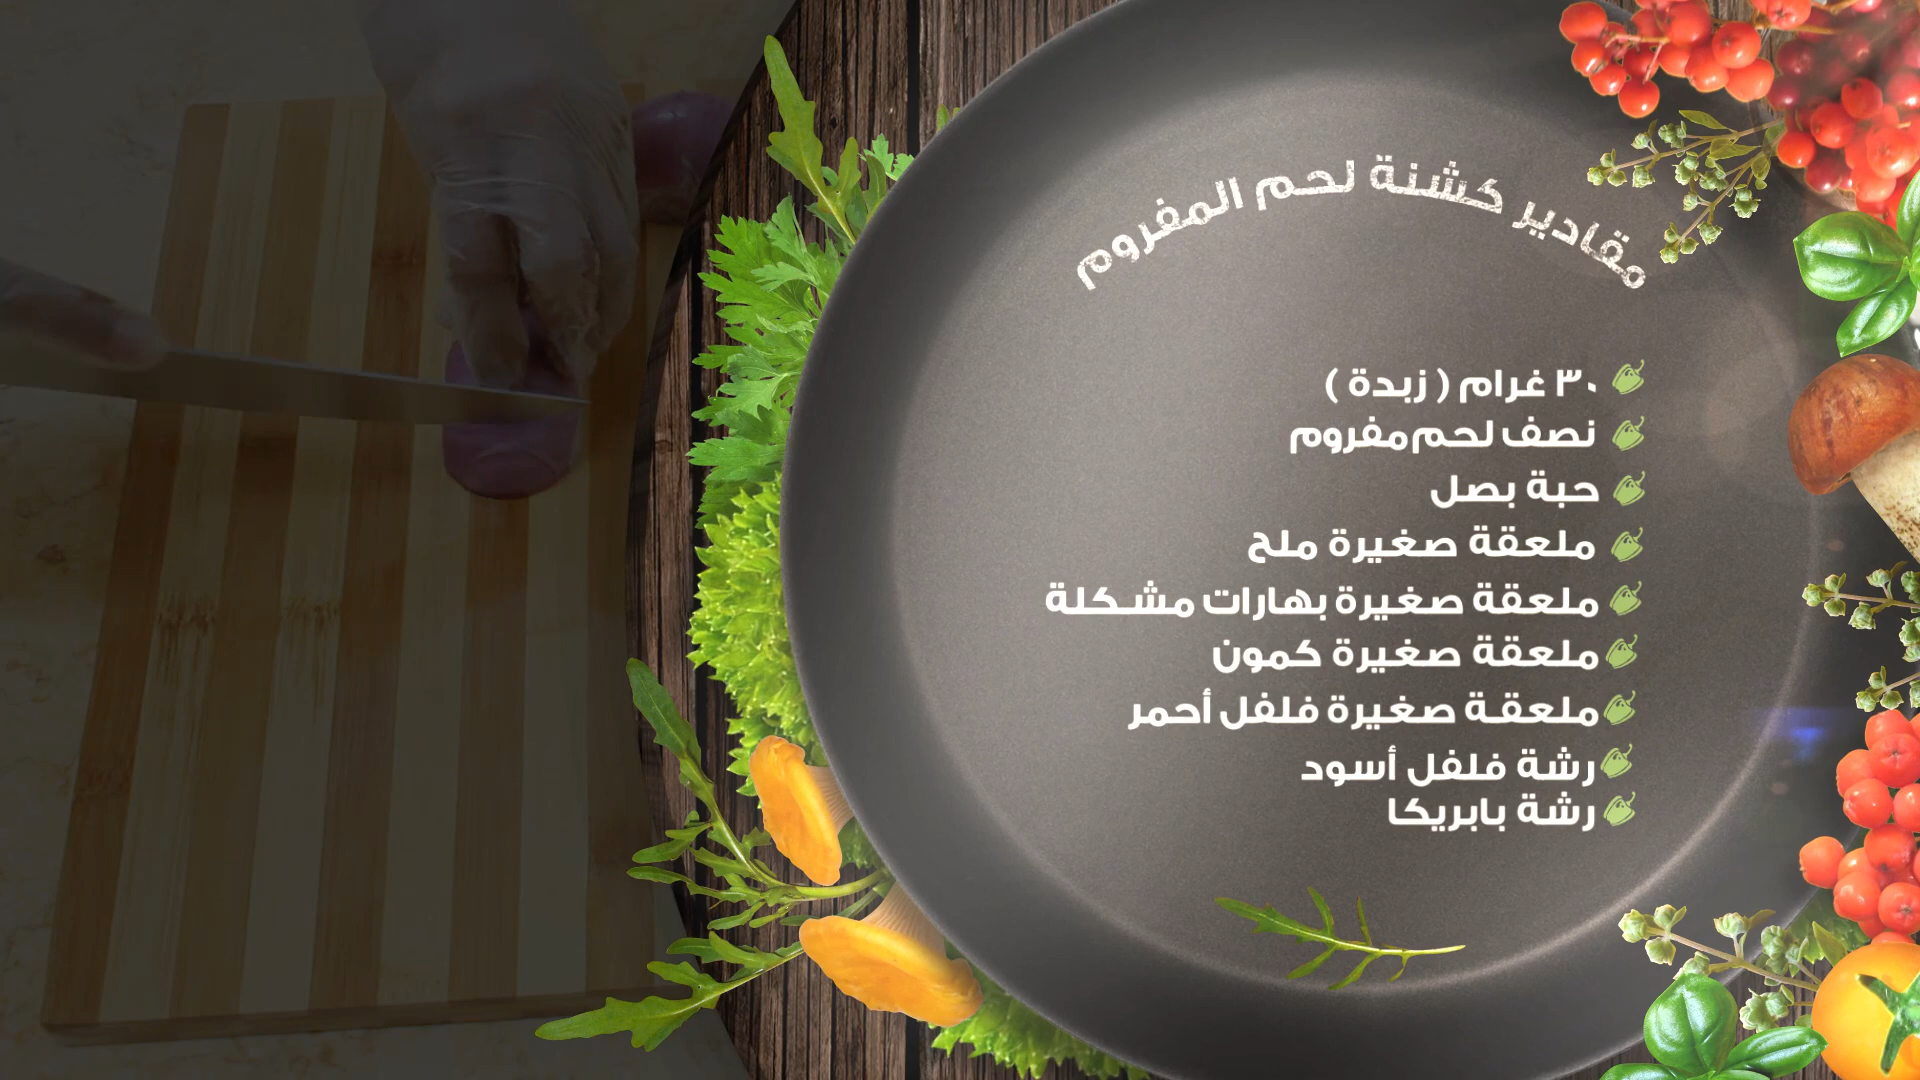 مقادير كشنة لحم المفروم
٣٠ غرام ( زبدة )
نصف لحم مفروم
حبة بصل
ملعقة صغيرة ملح
ملعقة صغيرة بهارات مشكلة
ملعقة صغيرة كمون
ملعقة صغيرة فلفل أحمر
رشة فلفل أسود
رشة بابريكا